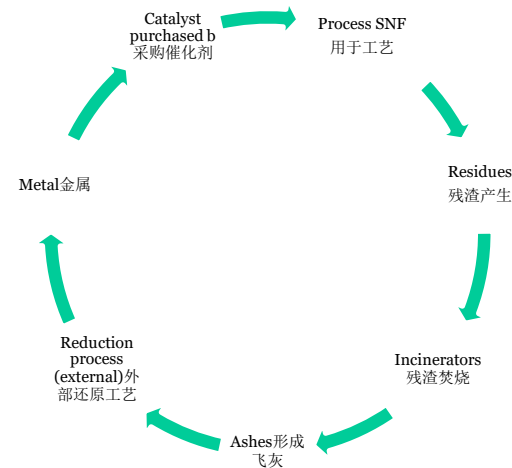 Catalyst
purchased b
采购催化剂
Process SNF
用于工艺
Residues
残渣产生
Incinerators
残渣焚烧
Ashes形成
飞灰
Reduction
process
(external)外
部还原工艺
Metal金属